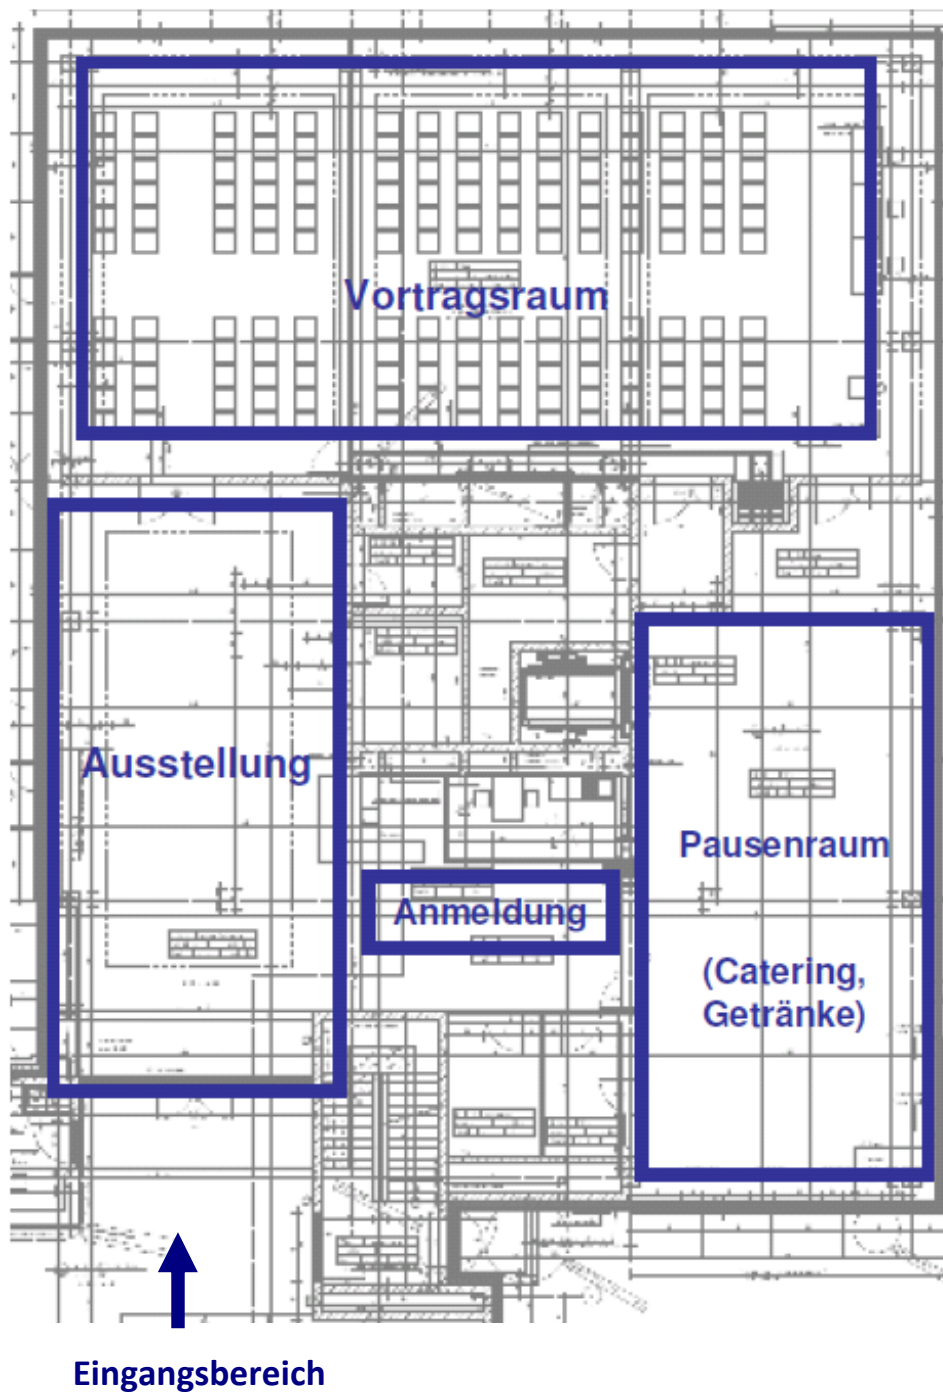 Vortragsraum
Ausstellung
Pausenraum
Anmeldung
(Catering,
Getränke)
Eingangsbereich